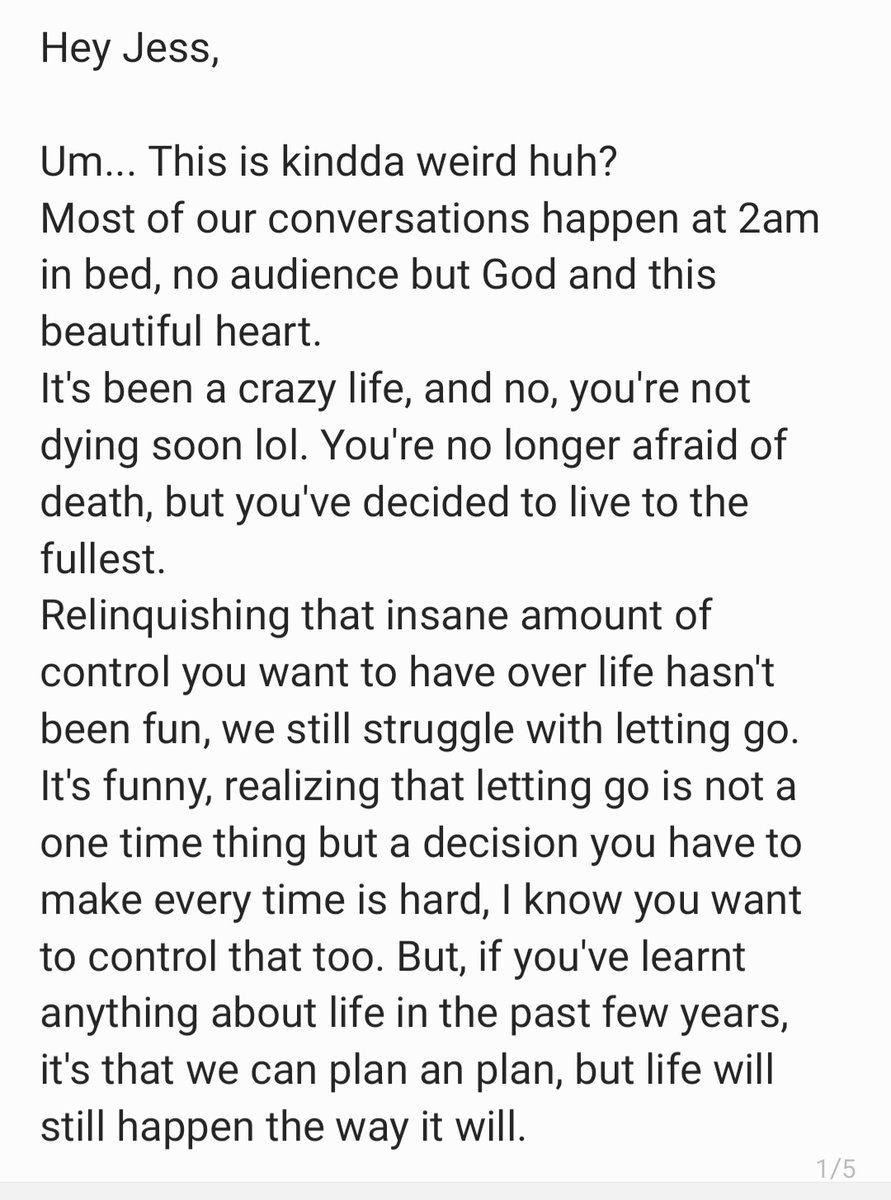 Hey Jess,
Um... This is kindda weird huh?
Most of our conversations happen at 2am
in bed, no audience but God and this
beautiful heart.
It's been a crazy life, and no, you're not
dying soon lol. You're no longer afraid of
death, but you've decided to live to the
fullest.
Relinquishing that insane amount of
control you want to have over life hasn't
been fun, we still struggle with letting go.
It's funny, realizing that letting go is not a
one time thing but a decision you have to
make every time is hard, I know you want
to control that too. But, if you've learnt
anything about life in the past few years,
it's that we can plan an plan, but life will
still happen the way it will.
1/5